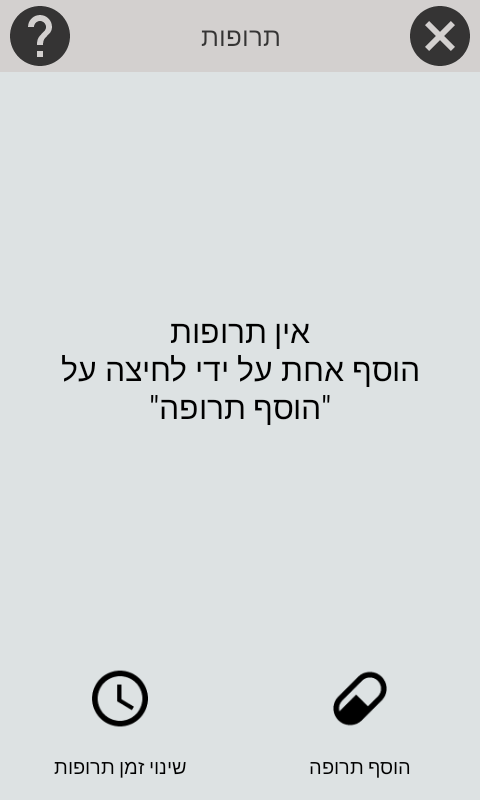 תרופות
אין תרופות
הוסף אחת על ידי לחיצה על
"הוסף תרופה"
הוסף תרופה
שינוי זמן תרופות